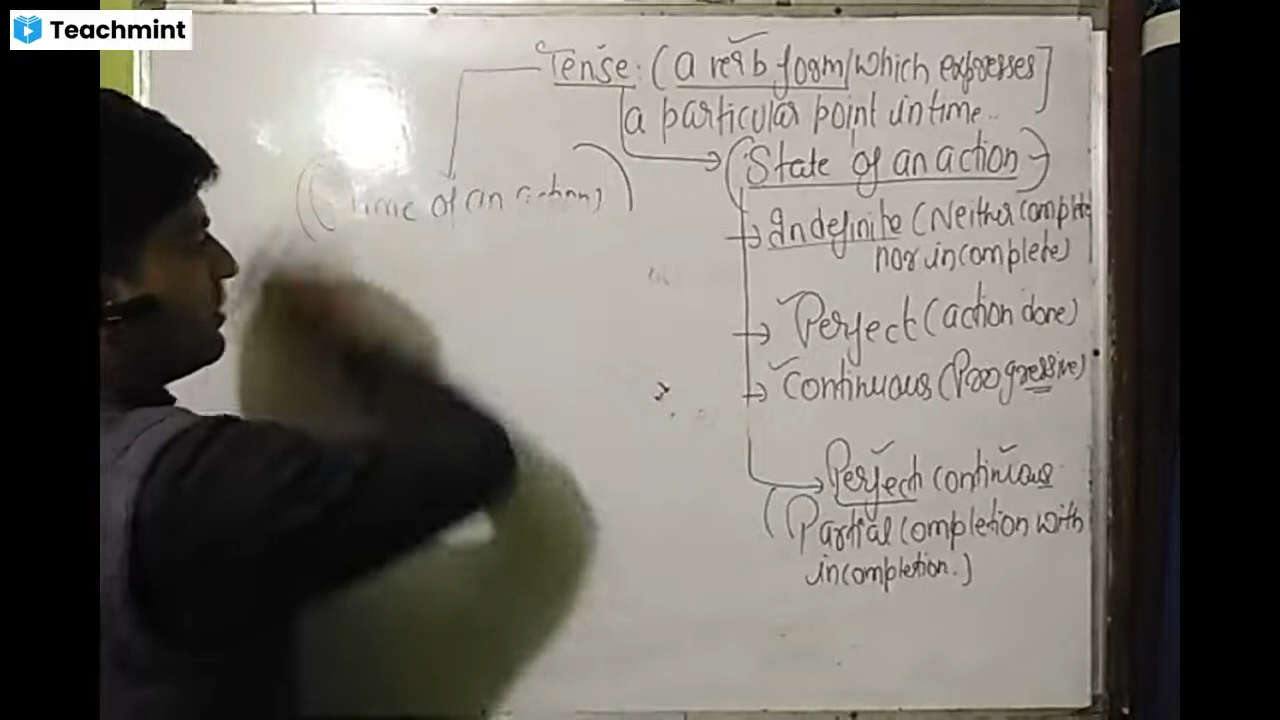 Teachmint
Tense: (a verb form/which expresses]
a particular point in time..
(State of an action)
((Time of an action)
Indefinite (Neither complete
nor incomplete)
Perfect (action done)
Continuous (Progressive)
Perfect continuous
(Partial completion with
incompletion.)